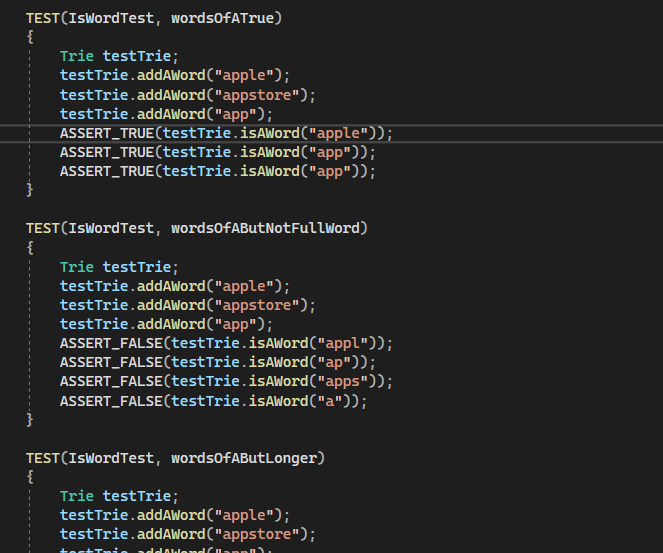 TEST(IsWordTest, wordsOfATrue)
{
Trie testTrie;
testTrie.addAWord("apple");
testTrie.addAWord("appstore");
testTrie.addAWord("app");
ASSERT_TRUE(testTrie.isAWord("apple"));
ASSERT_TRUE(testTrie.isAWord("app"));
ASSERT_TRUE(testTrie.isAWord("app"));
}
TEST(IsWordTest, wordsOfAButNotFullWord)
{
Trie testTrie;
testTrie.addAWord("apple");
testTrie.addAWord("appstore");
testTrie.addAWord("app");
ASSERT_FALSE(testTrie.isAWord("appl"));
ASSERT_FALSE(testTrie.isAWord("ap"));
ASSERT_FALSE(testTrie.isAWord("apps"));
ASSERT_FALSE(testTrie.isAWord("a"));
}
TEST(IsWordTest, wordsOfAButLonger)
{
Trie testTrie;
testTrie.addAWord("apple");
testTrie.addAWord("appstore");
testTrie.addAWord("app");